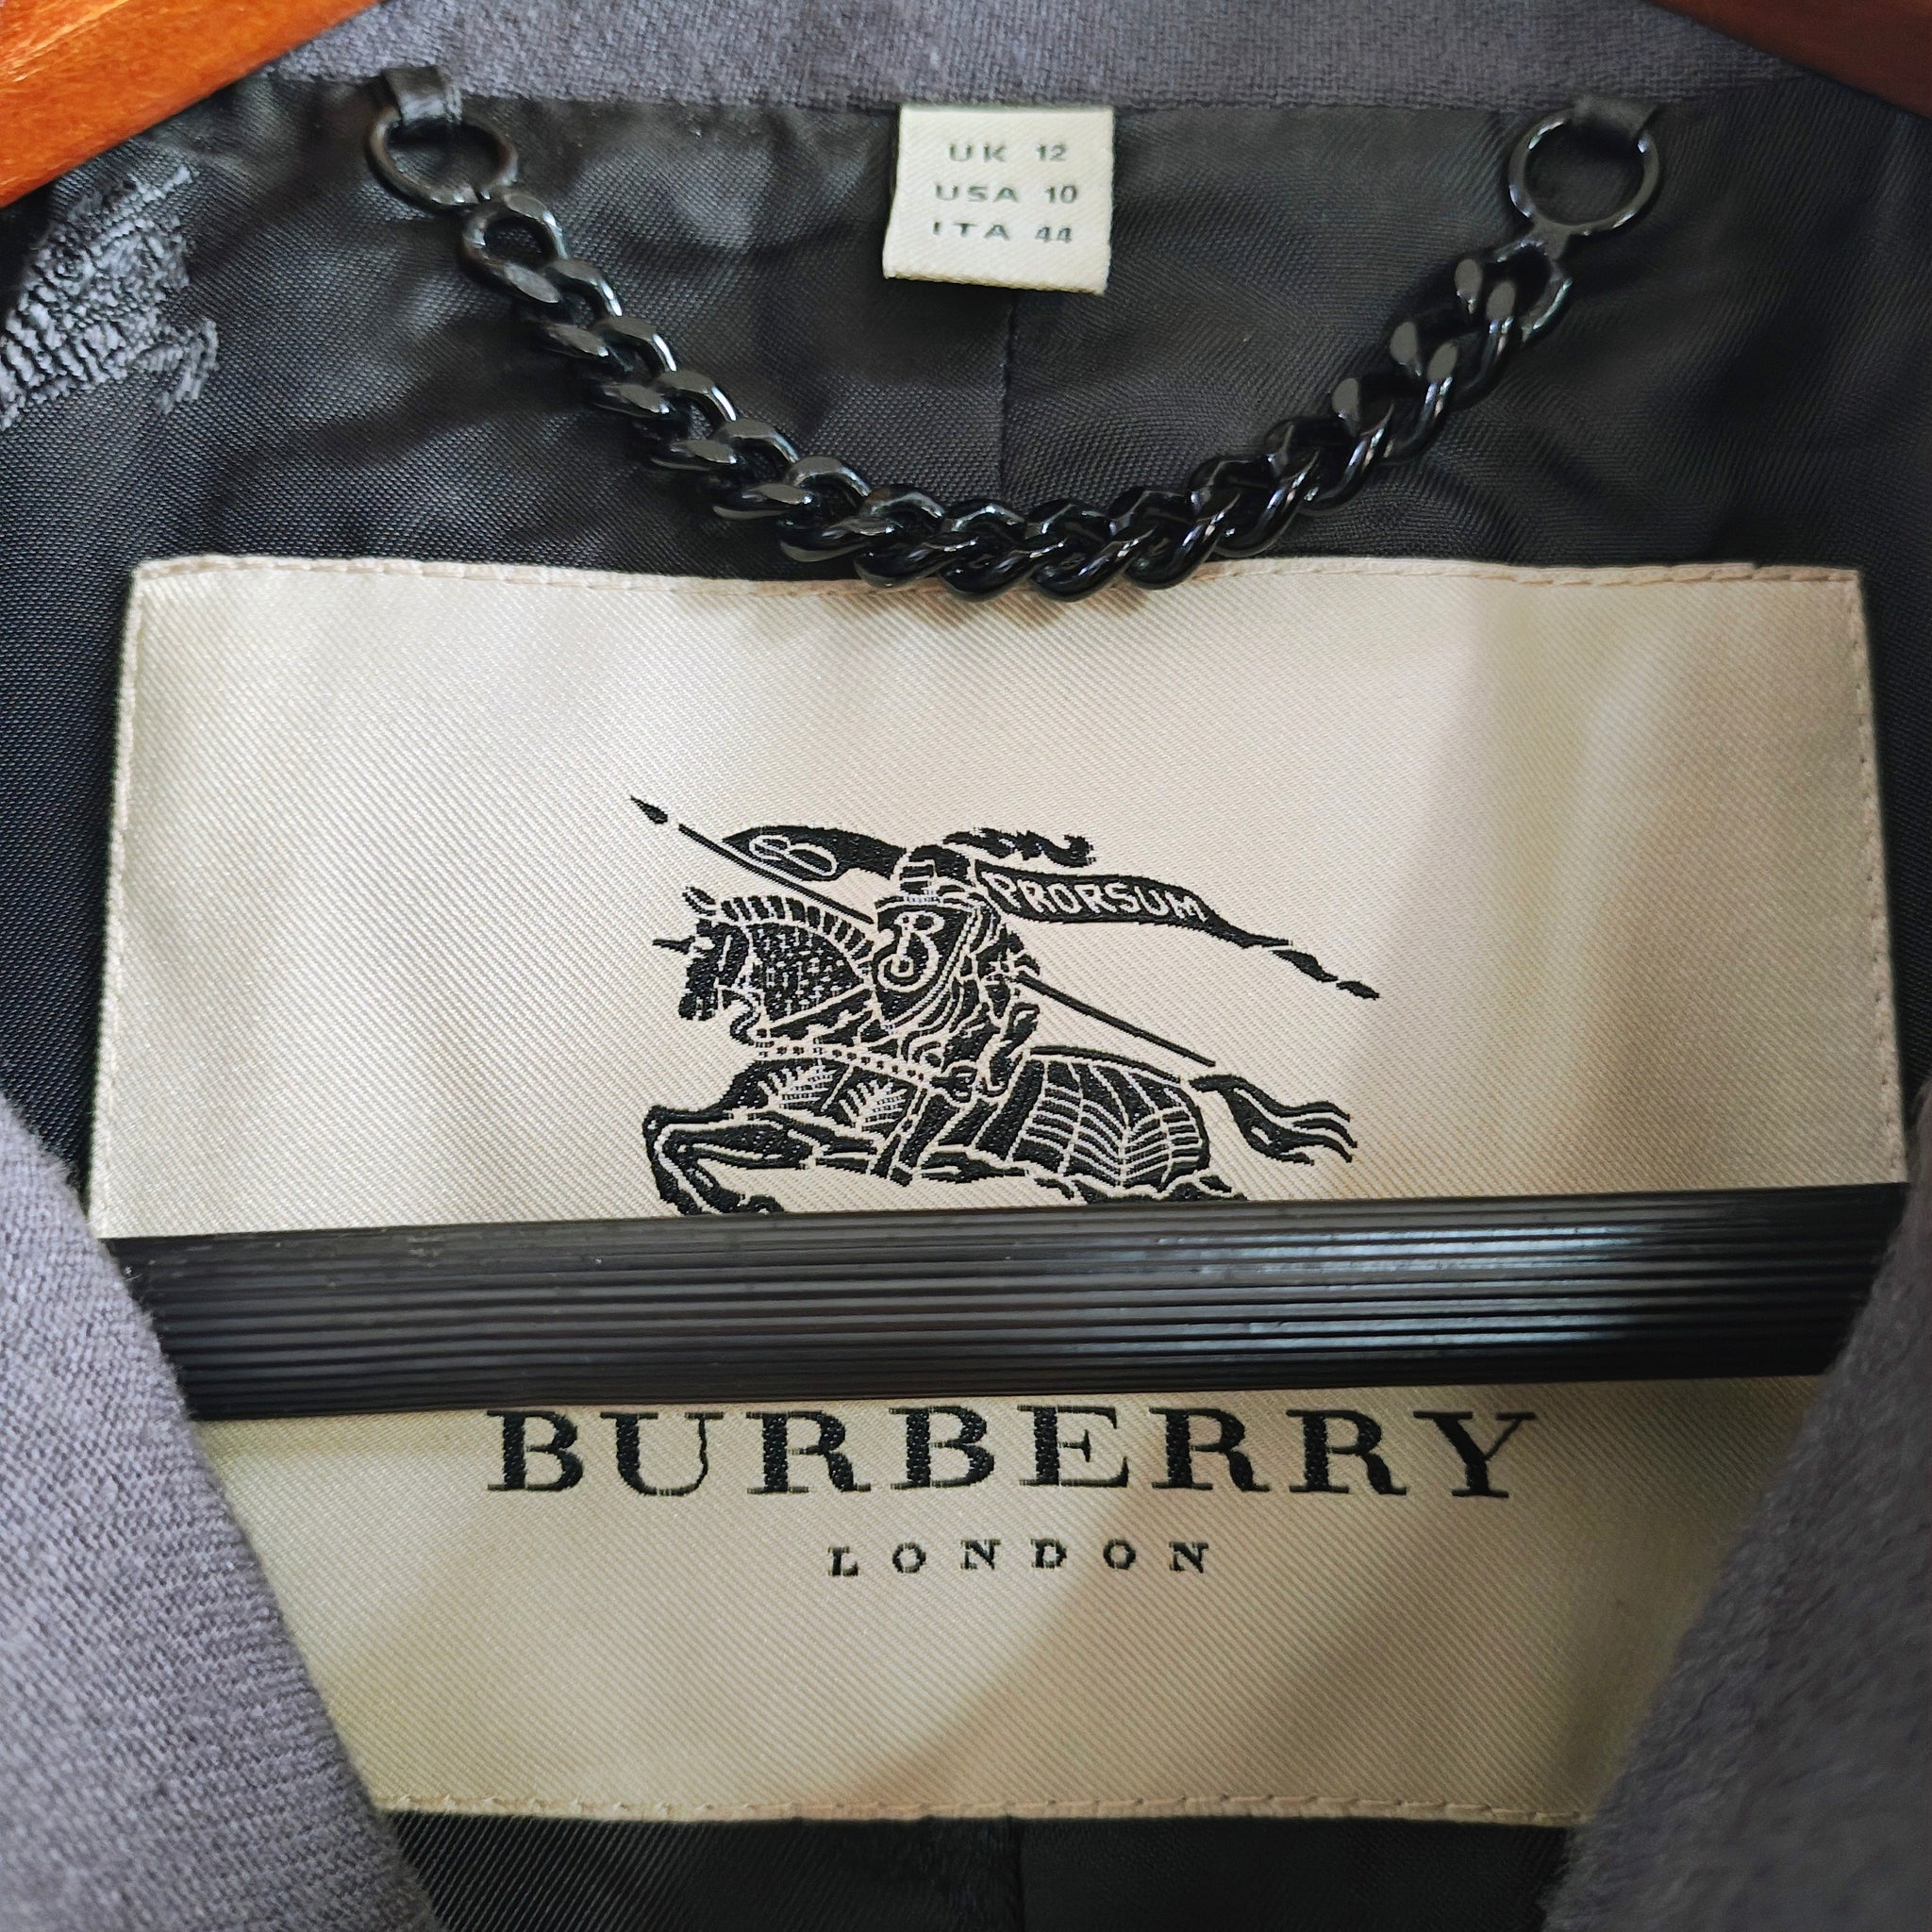 UK 12
USA 10
ITA 44
PRORSUM
B
BURBERRY
LONDON